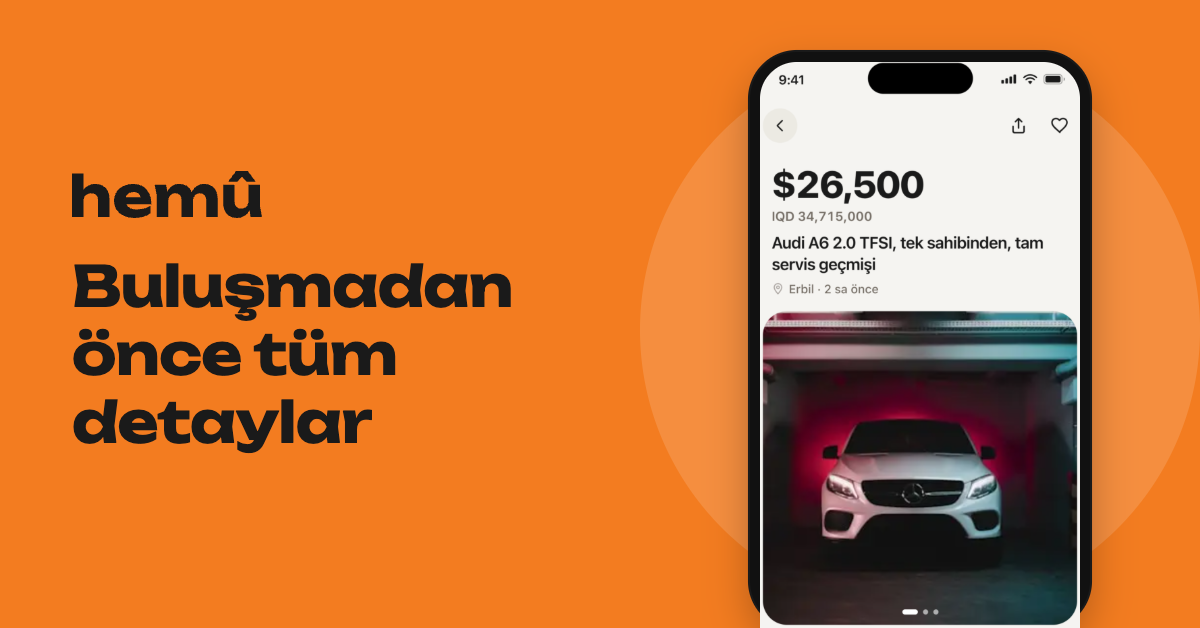 hemû
Buluşmadan
önce tüm
detaylar
9:41
$26,500
IQD 34,715,000
Audi A6 2.0 TFSI, tek sahibinden, tam
servis geçmişi
Erbil · 2 sa önce